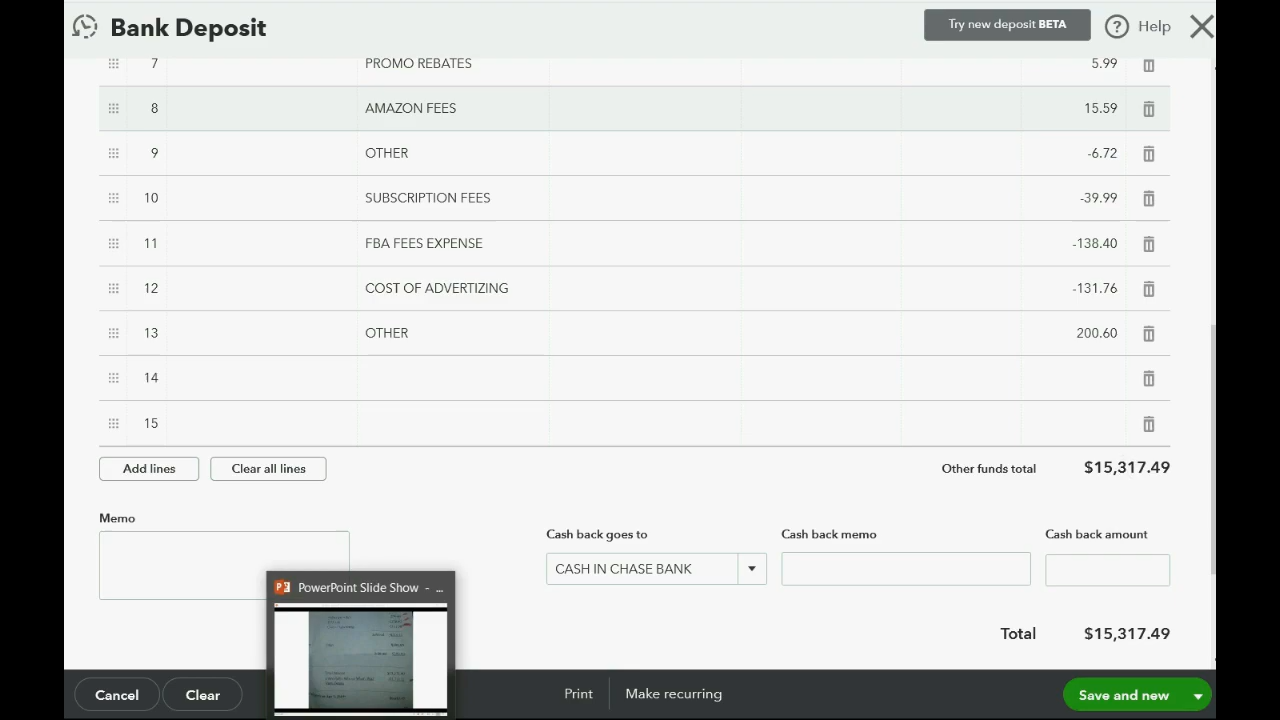 Bank Deposit
Try new deposit BETA
Help
7 PROMO REBATES 5.99
8 AMAZON FEES 15.59
9 OTHER -6.72
10 SUBSCRIPTION FEES -39.99
11 FBA FEES EXPENSE -138.40
12 COST OF ADVERTIZING -131.76
13 OTHER 200.60
14
15
Add lines
Clear all lines
Other funds total $15,317.49
Memo
Cash back goes to
Cash back memo
Cash back amount
CASH IN CHASE BANK
PowerPoint Slide Show - ...
Total $15,317.49
Cancel
Clear
Print
Make recurring
Save and new